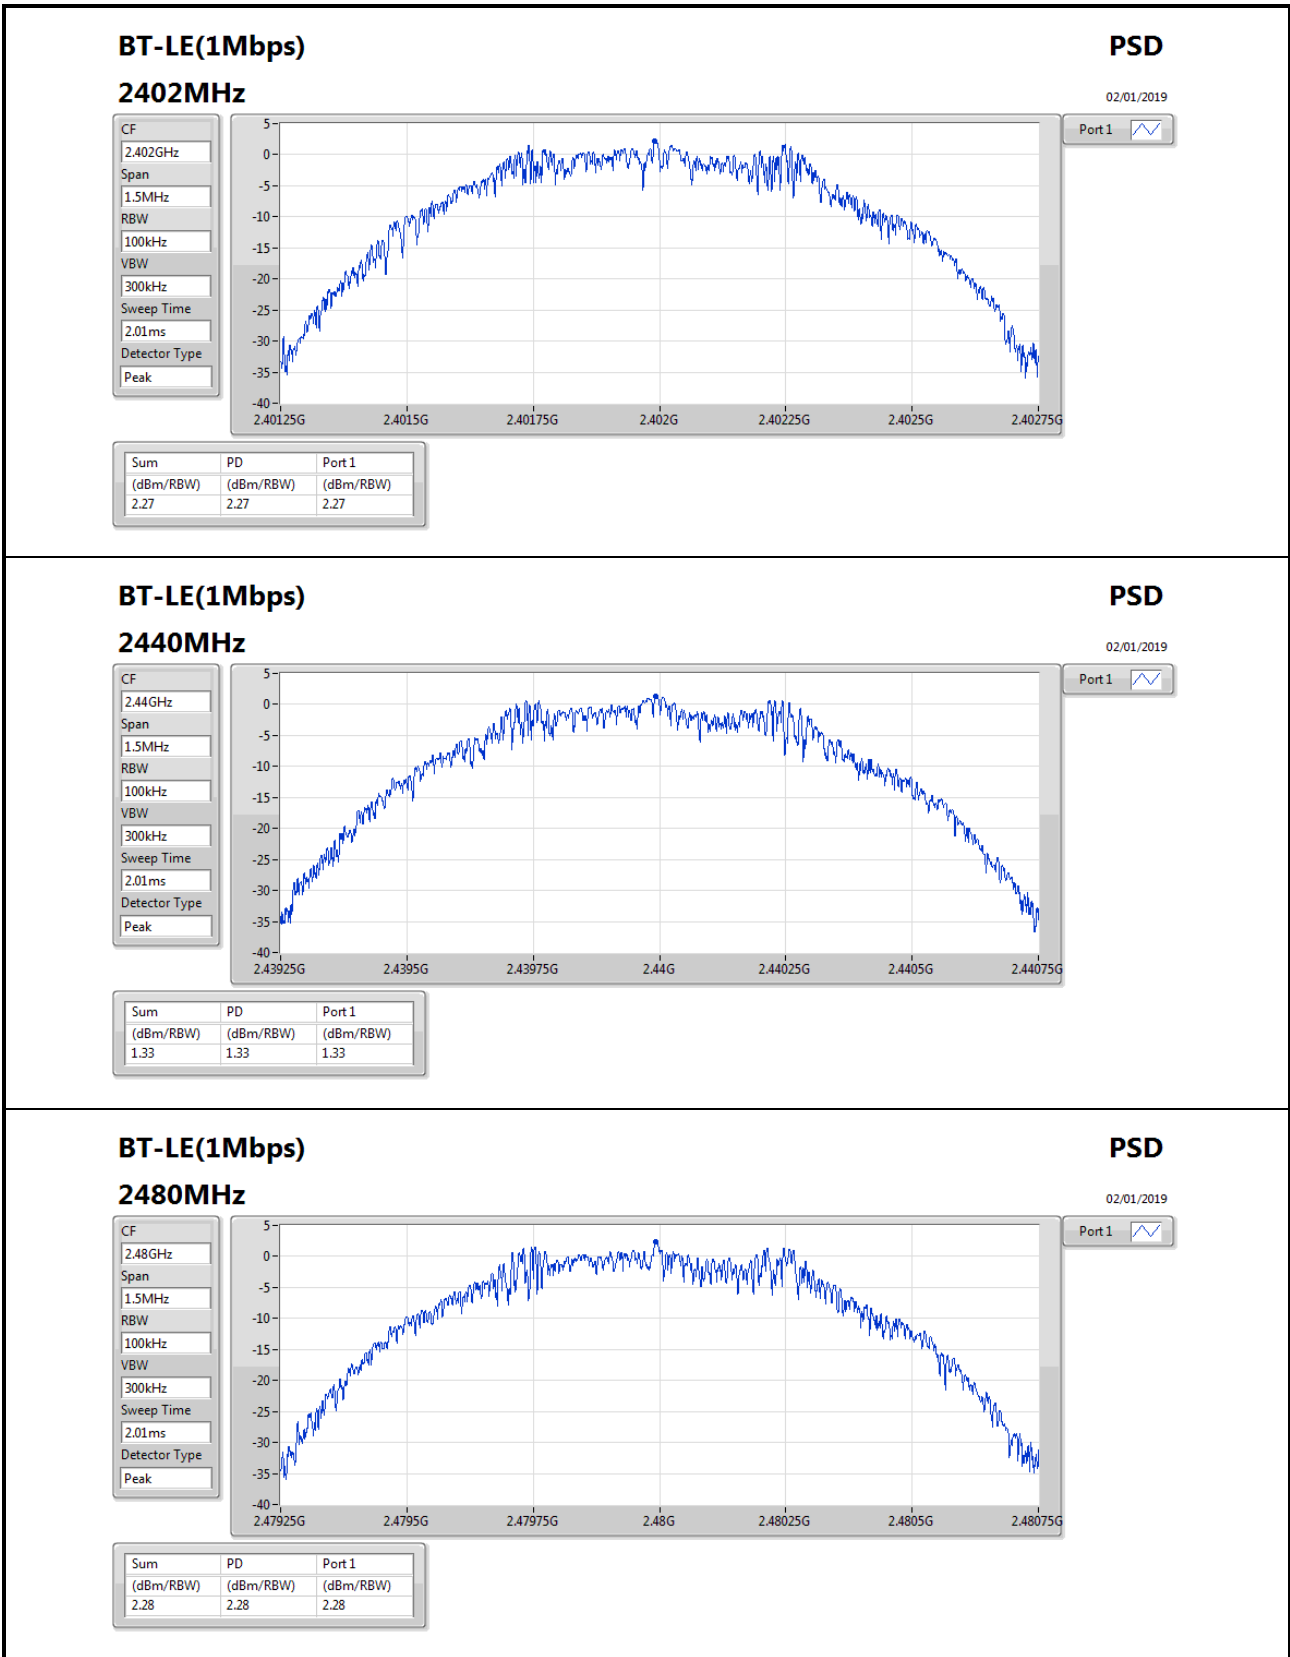 BT-LE(1Mbps) PSD
2402MHz 02/01/2019
CF
2.402GHz
Span
1.5MHz
RBW
100kHz
VBW
300kHz
Sweep Time
2.01ms
Detector Type
Peak
5
0
-5
-10
-15
-20
-25
-30
-35
-40
2.40125G 2.4015G 2.40175G 2.402G 2.40225G 2.4025G 2.40275G
Port 1
Sum PD Port 1
(dBm/RBW) (dBm/RBW) (dBm/RBW)
2.27 2.27 2.27
BT-LE(1Mbps) PSD
2440MHz 02/01/2019
CF
2.44GHz
Span
1.5MHz
RBW
100kHz
VBW
300kHz
Sweep Time
2.01ms
Detector Type
Peak
5
0
-5
-10
-15
-20
-25
-30
-35
-40
2.43925G 2.4395G 2.43975G 2.44G 2.44025G 2.4405G 2.44075G
Port 1
Sum PD Port 1
(dBm/RBW) (dBm/RBW) (dBm/RBW)
1.33 1.33 1.33
BT-LE(1Mbps) PSD
2480MHz 02/01/2019
CF
2.48GHz
Span
1.5MHz
RBW
100kHz
VBW
300kHz
Sweep Time
2.01ms
Detector Type
Peak
5
0
-5
-10
-15
-20
-25
-30
-35
-40
2.47925G 2.4795G 2.47975G 2.48G 2.48025G 2.4805G 2.48075G
Port 1
Sum PD Port 1
(dBm/RBW) (dBm/RBW) (dBm/RBW)
2.28 2.28 2.28